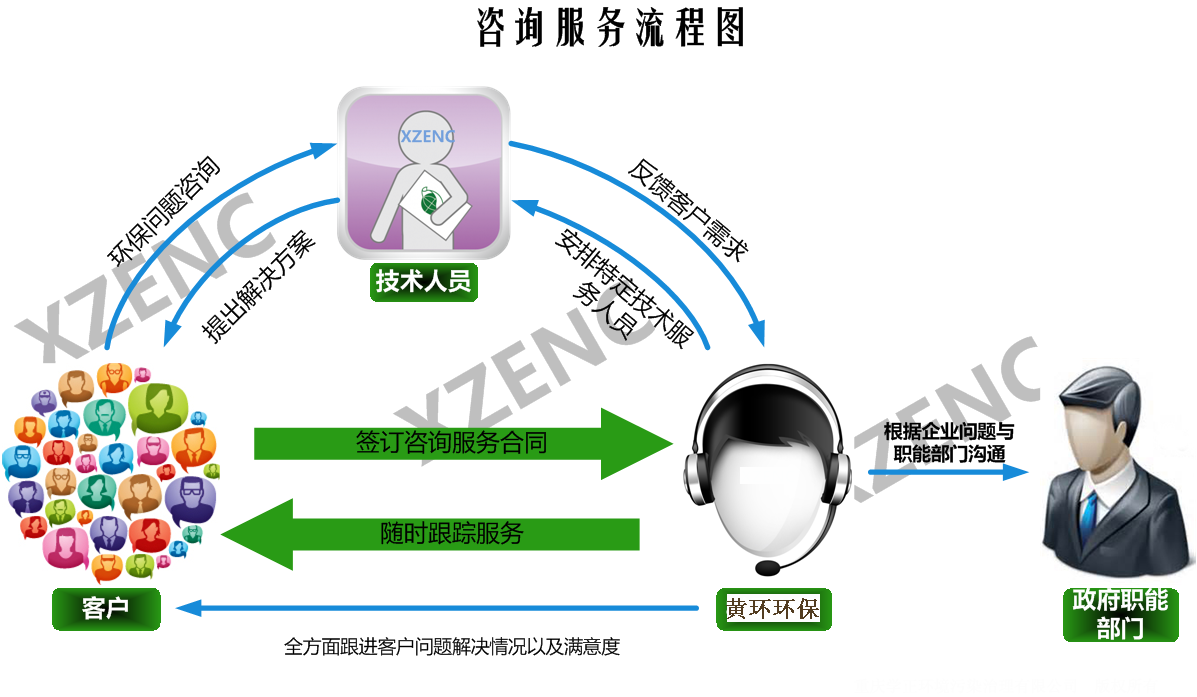 咨询服务流程图
XZENC
环保问题咨询
提出解决方案
反馈客户需求
安排特定技术服
务人员
技术人员
XZENC
XZENC
XZENC
签订咨询服务合同
随时跟踪服务
根据企业问题与
职能部门沟通
客户
黄环环保
政府职能
部门
全方面跟进客户问题解决情况以及满意度